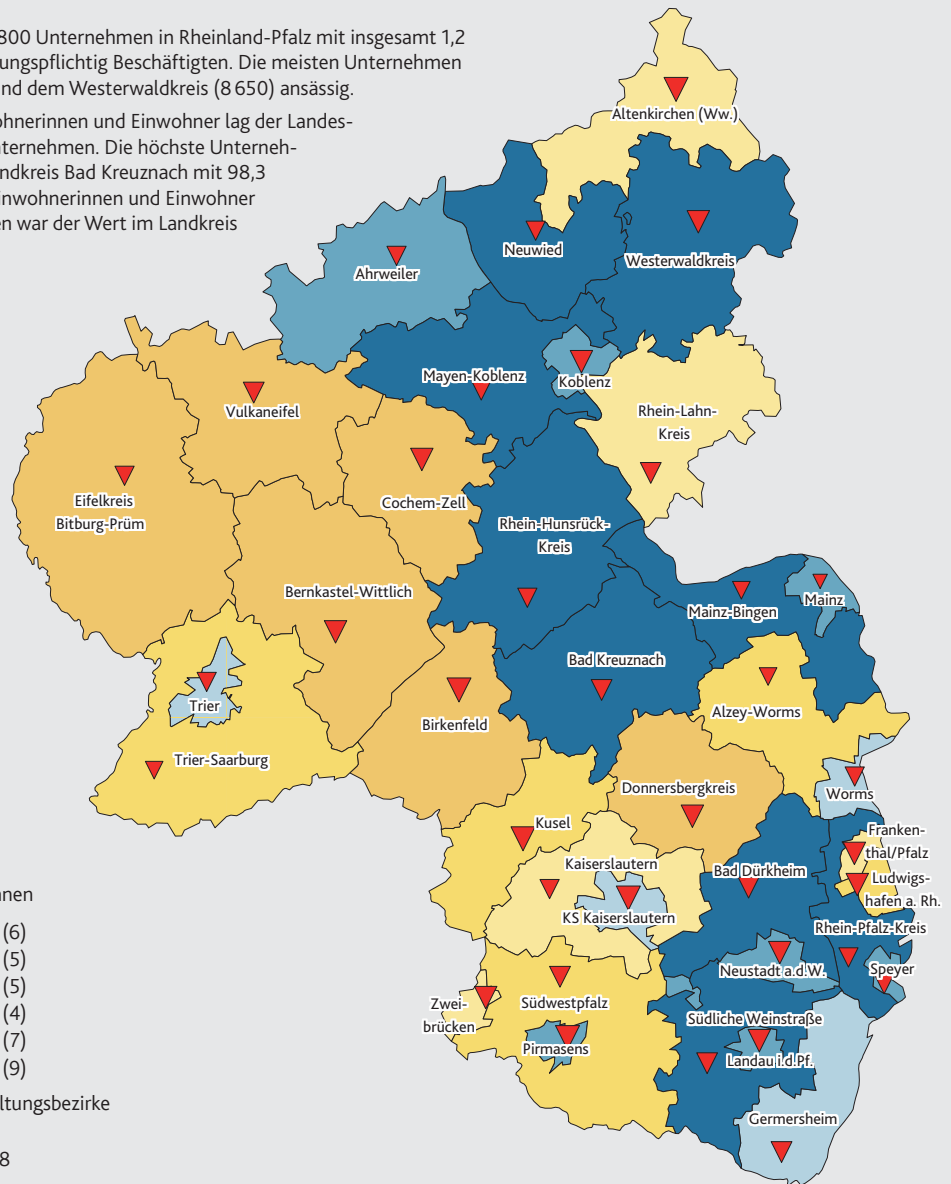 800 Unternehmen in Rheinland-Pfalz mit insgesamt 1,2
ungspflichtig Beschäftigten. Die meisten Unternehmen
nd dem Westerwaldkreis (8 650) ansässig.
ohnerinnen und Einwohner lag der Landes-
nternehmen. Die höchste Unterneh-
ndkreis Bad Kreuznach mit 98,3
inwohnerinnen und Einwohner
en war der Wert im Landkreis
Altenkirchen (Ww.)
Neuwied
Westerwaldkreis
Ahrweiler
Mayen-Koblenz
Koblenz
Vulkaneifel
Rhein-Lahn-
Kreis
Eifelkreis
Bitburg-Prüm
Cochem-Zell
Rhein-Hunsrück-
Kreis
Bernkastel-Wittlich
Mainz-Bingen
Mainz
Bad Kreuznach
Trier
Birkenfeld
Alzey-Worms
Trier-Saarburg
Donnersbergkreis
Worms
Kusel
Franken-
thal/Pfalz
Kaiserslautern
Bad Dürkheim
Ludwigs-
hafen a. Rh.
KS Kaiserslautern
Rhein-Pfalz-Kreis
Neustadt a.d.W.
Speyer
Zwei-
brücken
Südwestpfalz
Südliche Weinstraße
Pirmasens
Landau i.d.Pf.
Germersheim
nnen
(6)
(5)
(5)
(4)
(7)
(9)
ltungsbezirke
8